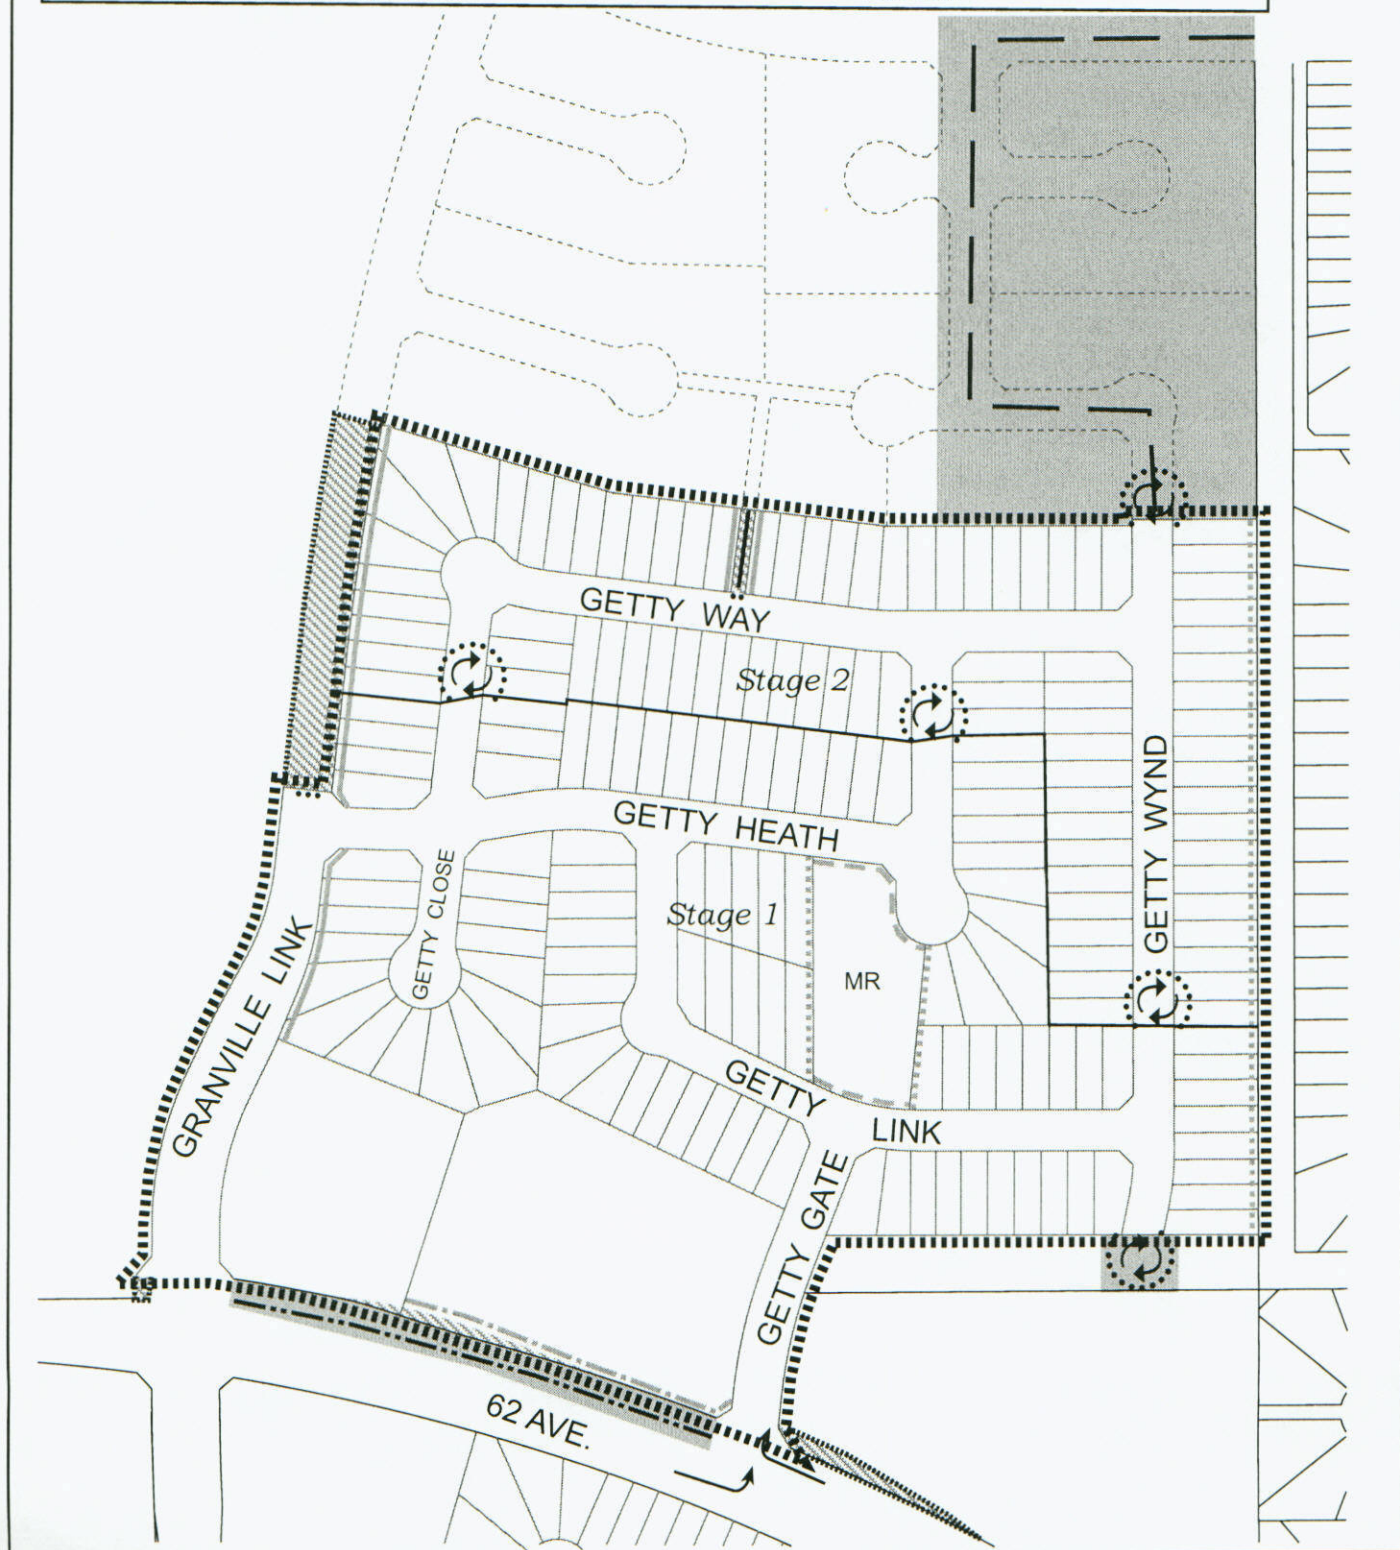 GETTY WAY
Stage 2
GETTY HEATH
GETTY WYND
GETTY CLOSE
Stage 1
MR
GRANVILLE LINK
GETTY
LINK
GETTY GATE
62 AVE.